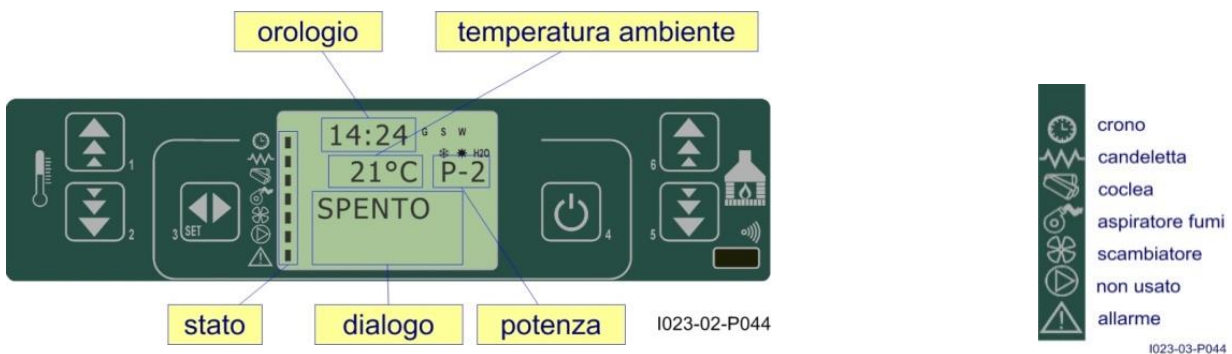 orologio
temperatura ambiente
14:24 G S W
H2O
21°C P-2
SPENTO
1
2
3 SET
4
6
5
stato
dialogo
potenza
I023-02-P044
crono
candeletta
coclea
aspiratore fumi
scambiatore
non usato
allarme
I023-03-P044